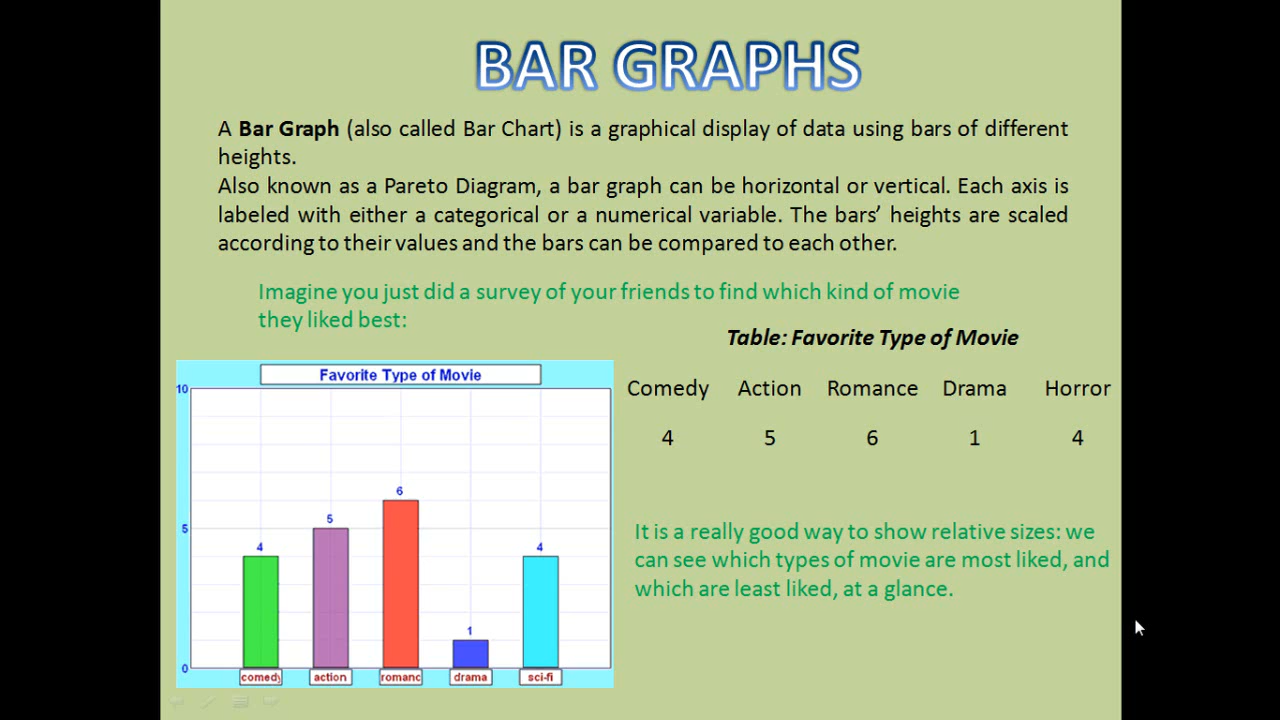 BAR GRAPHS
A Bar Graph (also called Bar Chart) is a graphical display of data using bars of different
heights.
Also known as a Pareto Diagram, a bar graph can be horizontal or vertical. Each axis is
labeled with either a categorical or a numerical variable. The bars’ heights are scaled
according to their values and the bars can be compared to each other.
Imagine you just did a survey of your friends to find which kind of movie
they liked best:
Table: Favorite Type of Movie
Comedy Action Romance Drama Horror
4 5 6 1 4
Favorite Type of Movie
10
5
0
4
5
6
1
4
comedy action romanc drama sci-fi
It is a really good way to show relative sizes: we
can see which types of movie are most liked, and
which are least liked, at a glance.